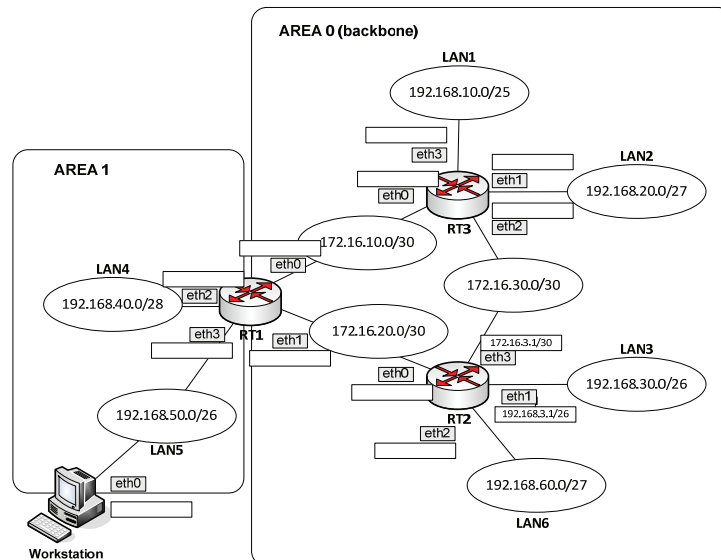 AREA 0 (backbone)
LAN1
192.168.10.0/25
AREA 1
eth3
LAN2
eth0
eth1
192.168.20.0/27
eth2
RT3
172.16.10.0/30
LAN4
eth0
192.168.40.0/28
eth2
172.16.30.0/30
eth3
RT1
eth1
172.16.20.0/30
172.16.3.1/30
eth3
LAN3
eth0
192.168.30.0/26
eth1
192.168.3.1/26
RT2
192.168.50.0/26
eth2
LAN5
eth0
192.168.60.0/27
LAN6
Workstation